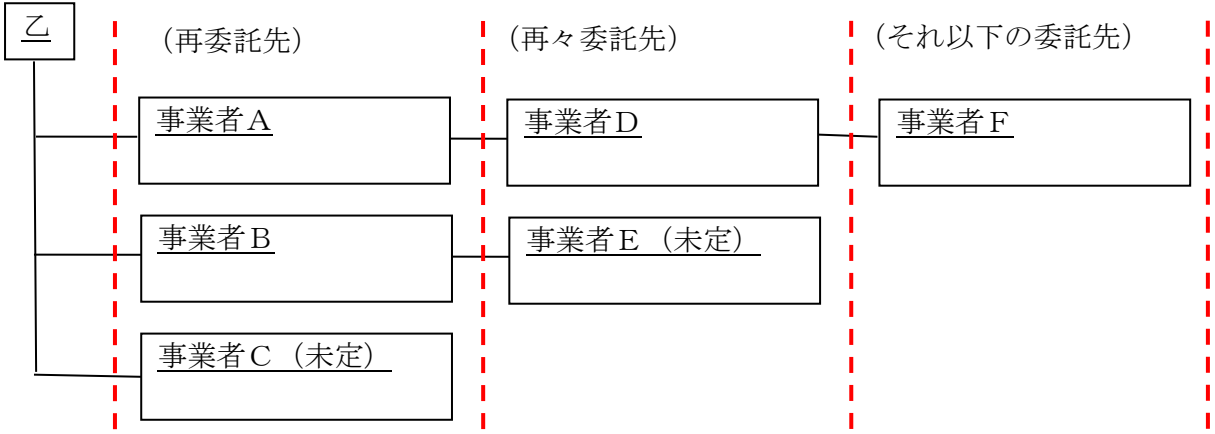 乙
（再委託先）
（再々委託先）
（それ以下の委託先）
事業者Ａ
事業者Ｄ
事業者Ｆ
事業者Ｂ
事業者Ｅ（未定）
事業者Ｃ（未定）